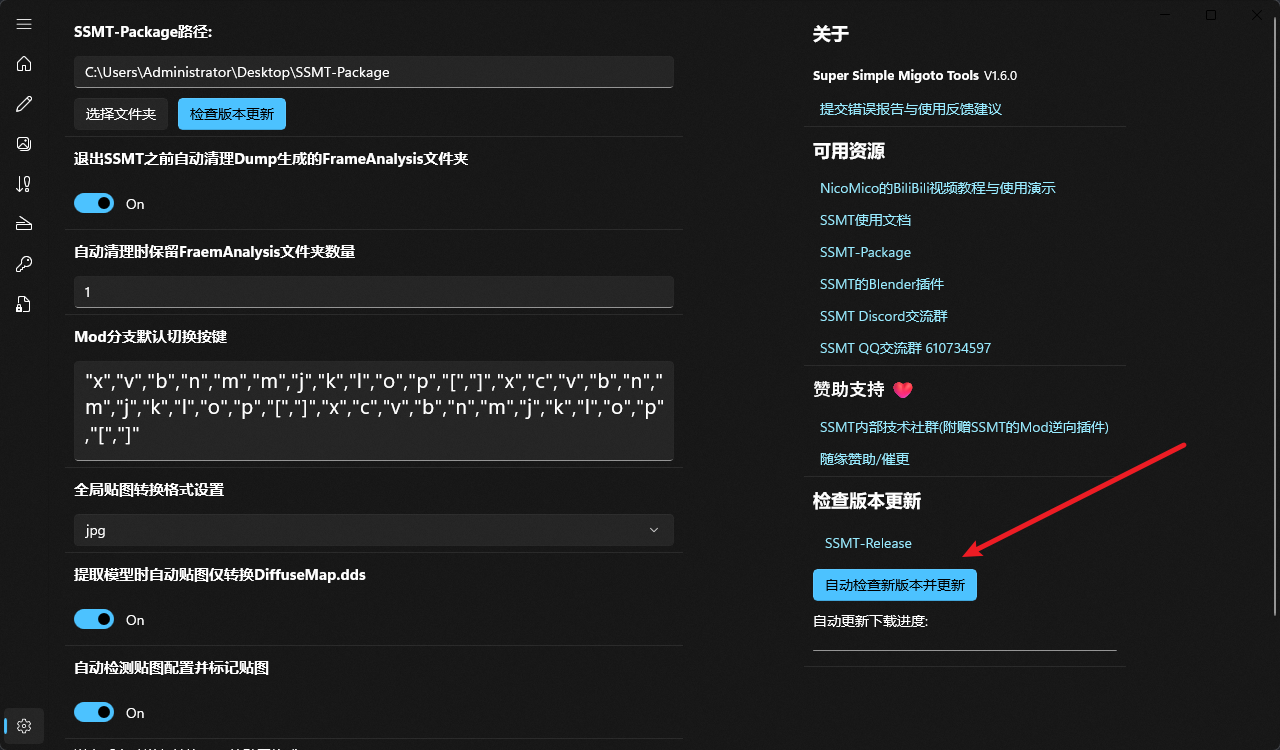 SSMT-Package路径:
C:\Users\Administrator\Desktop\SSMT-Package
选择文件夹
检查版本更新
退出SSMT之前自动清理Dump生成的FrameAnalysis文件夹
On
自动清理时保留FraemAnalysis文件夹数量
1
Mod分支默认切换按键
"x","v","b","n","m","m","j","k","l","o","p","[","]","x","c","v","b","n","
m","j","k","l","o","p","[","]","x","c","v","b","n","m","j","k","l","o","p"
,"[","]"
全局贴图转换格式设置
jpg
提取模型时自动贴图仅转换DiffuseMap.dds
On
自动检测贴图配置并标记贴图
On
关于
Super Simple Migoto Tools V1.6.0
提交错误报告与使用反馈建议
可用资源
NicoMico的BiliBili视频教程与使用演示
SSMT使用文档
SSMT-Package
SSMT的Blender插件
SSMT Discord交流群
SSMT QQ交流群 610734597
赞助支持
SSMT内部技术社群(附赠SSMT的Mod逆向插件)
随缘赞助/催更
检查版本更新
SSMT-Release
自动检查新版本并更新
自动更新下载进度: